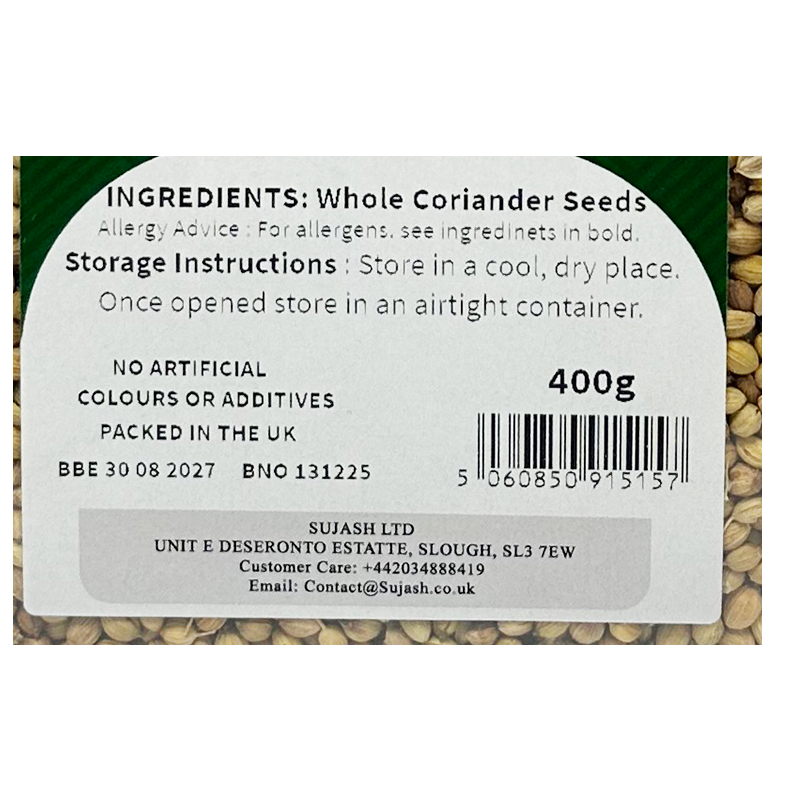 INGREDIENTS: Whole Coriander Seeds
Allergy Advice : For allergens. see ingredinets in bold.
Storage Instructions : Store in a cool, dry place.
Once opened store in an airtight container.
NO ARTIFICIAL
COLOURS OR ADDITIVES
PACKED IN THE UK
BBE 30 08 2027 BNO 131225
400g
5 060850 915157
SUJASH LTD
UNIT E DESERONTO ESTATTE, SLOUGH, SL3 7EW
Customer Care: +442034888419
Email: Contact@Sujash.co.uk